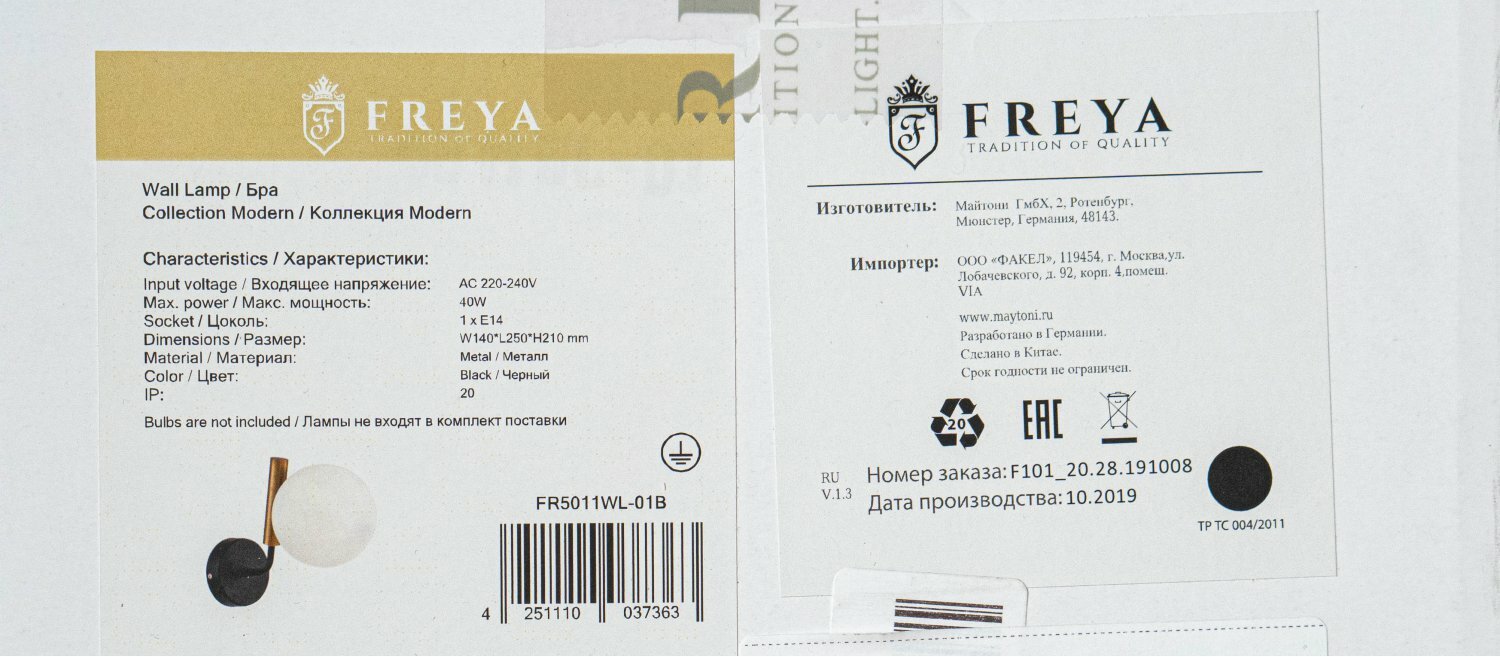 FREYA
TRADITION OF QUALITY
Wall Lamp / Бра
Collection Modern / Коллекция Modern
Characteristics / Характеристики:
Input voltage / Входящее напряжение: AC 220-240V
Max. power / Макс. мощность: 40W
Socket / Цоколь: 1 x E14
Dimensions / Размер: W140*L250*H210 mm
Material / Материал: Metal / Металл
Color / Цвет: Black / Черный
IP: 20
Bulbs are not included / Лампы не входят в комплект поставки
FR5011WL-01B
4 251110 037363
ITION
LIGHT.
FREYA
TRADITION OF QUALITY
Изготовитель: Майтони ГмбХ, 2, Ротенбург,
Мюнстер, Германия, 48143.
Импортер: ООО «ФАКЕЛ», 119454, г. Москва,ул.
Лобачевского, д. 92, корп. 4,помещ.
VIA
www.maytoni.ru
Разработано в Германии.
Сделано в Китае.
Срок годности не ограничен.
20
EAC
RU
V.1.3
Номер заказа: F101_20.28.191008
Дата производства: 10.2019
ТР ТС 004/2011